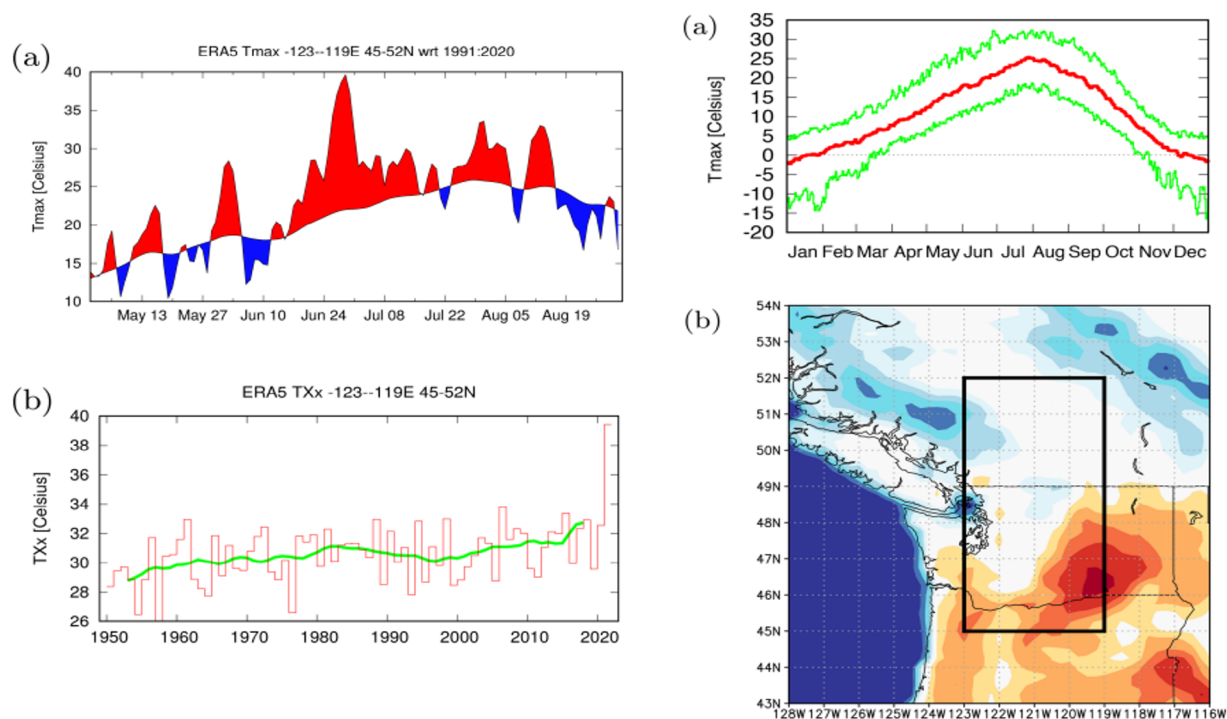 (a)
ERA5 Tmax -123--119E 45-52N wrt 1991:2020
Tmax [Celsius]
40
35
30
25
20
15
10
May 13 May 27 Jun 10 Jun 24 Jul 08 Jul 22 Aug 05 Aug 19
(b)
ERA5 TXx -123--119E 45-52N
TXx [Celsius]
40
38
36
34
32
30
28
26
1950 1960 1970 1980 1990 2000 2010 2020
(a)
Tmax [Celsius]
35
30
25
20
15
10
5
0
-5
-10
-15
-20
Jan Feb Mar Apr May Jun Jul Aug Sep Oct Nov Dec
(b)
54N
53N
52N
51N
50N
49N
48N
47N
46N
45N
44N
43N
128W 127W 126W 125W 124W 123W 122W 121W 120W 119W 118W 117W 116W